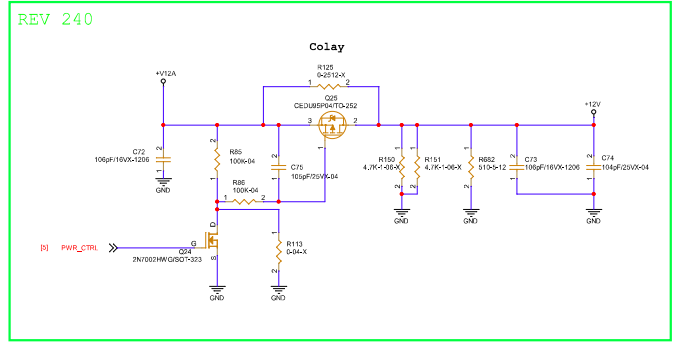 REV 240
Colay
R125
0-2512-X
+V12A
1
2
Q25
CEDU95P04/TO-252
+12V
3
2
1
C72
106pF/16VX-1206
2
1
GND
R85
100K-04
2
1
C75
105pF/25VX-04
2
1
R150
4.7K-1-06-X
1
2
R151
4.7K-1-06-X
1
2
R682
510-5-12
1
2
C73
106pF/16VX-1206
2
1
C74
104pF/25VX-04
2
1
R86
100K-04
1
2
GND
GND
GND
GND
[5]
PWR_CTRL
G
D
S
Q24
2N7002HWG/SOT-323
R113
0-04-X
1
2
GND
GND